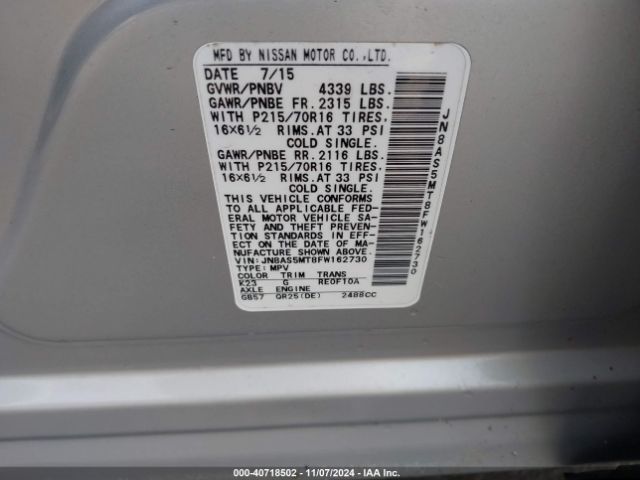 MFD BY NISSAN MOTOR CO.,LTD.
DATE 7/15
GVWR/PNBV 4339 LBS.
GAWR/PNBE FR. 2315 LBS.
WITH P215/70R16 TIRES,
16×6½ RIMS, AT 33 PSI
COLD SINGLE.
GAWR/PNBE RR. 2116 LBS.
WITH P215/70R16 TIRES,
16×6½ RIMS, AT 33 PSI
COLD SINGLE.
THIS VEHICLE CONFORMS
TO ALL APPLICABLE FED-
ERAL MOTOR VEHICLE SA-
FETY AND THEFT PREV-
ENTION STANDARDS IN EFF-
ECT ON THE DATE OF MA-
NUFACTURE SHOWN ABOVE.
VIN: JN8AS5MT8FW162730
TYPE: MPV
COLOR TRIM TRANS
K23 G RE0F10A
AXLE ENGINE
GB57 QR25(DE) 2488CC
JN8AS5MT8FW162730
000-40718502 - 11/07/2024 - IAA Inc.